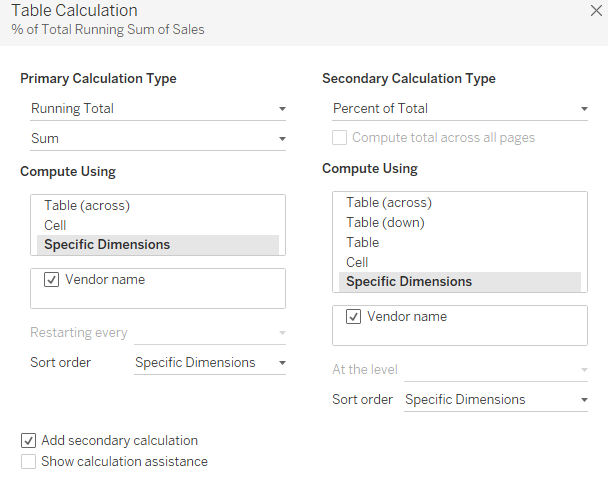 Table Calculation
% of Total Running Sum of Sales
Primary Calculation Type
Running Total
Sum
Compute Using
Table (across)
Cell
Specific Dimensions
Vendor name
Restarting every
Sort order Specific Dimensions
Secondary Calculation Type
Percent of Total
Compute total across all pages
Compute Using
Table (across)
Table (down)
Table
Cell
Specific Dimensions
Vendor name
At the level
Sort order Specific Dimensions
Add secondary calculation
Show calculation assistance